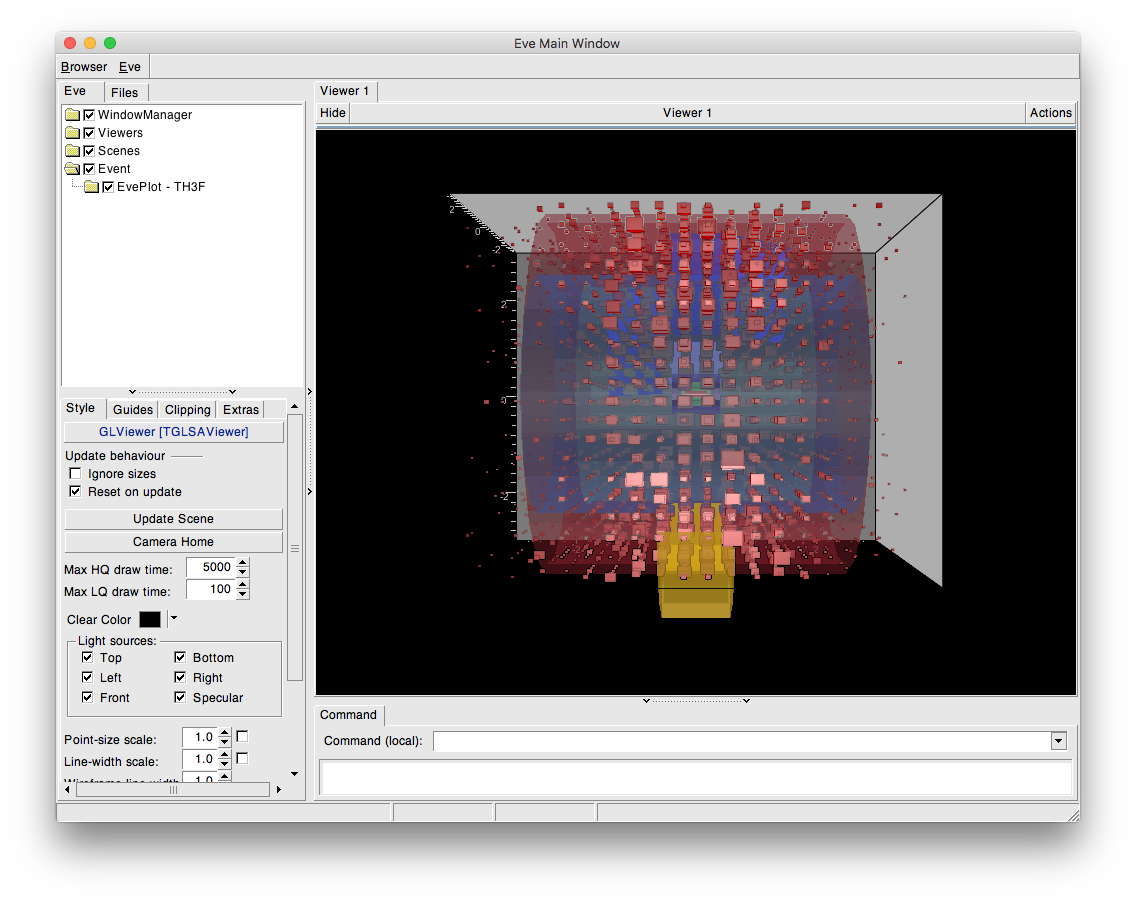 Eve Main Window
Browser Eve
Eve Files
WindowManager
Viewers
Scenes
Event
EvePlot - TH3F
Style Guides Clipping Extras
GLViewer [TGLSAViewer]
Update behaviour
Ignore sizes
Reset on update
Update Scene
Camera Home
Max HQ draw time: 5000
Max LQ draw time: 100
Clear Color
Light sources:
Top Bottom
Left Right
Front Specular
Point-size scale: 1.0
Line-width scale: 1.0
Wireframe line-width 1.0
Viewer 1
Hide Viewer 1 Actions
2
0
-2
2
0
-2
Command
Command (local):